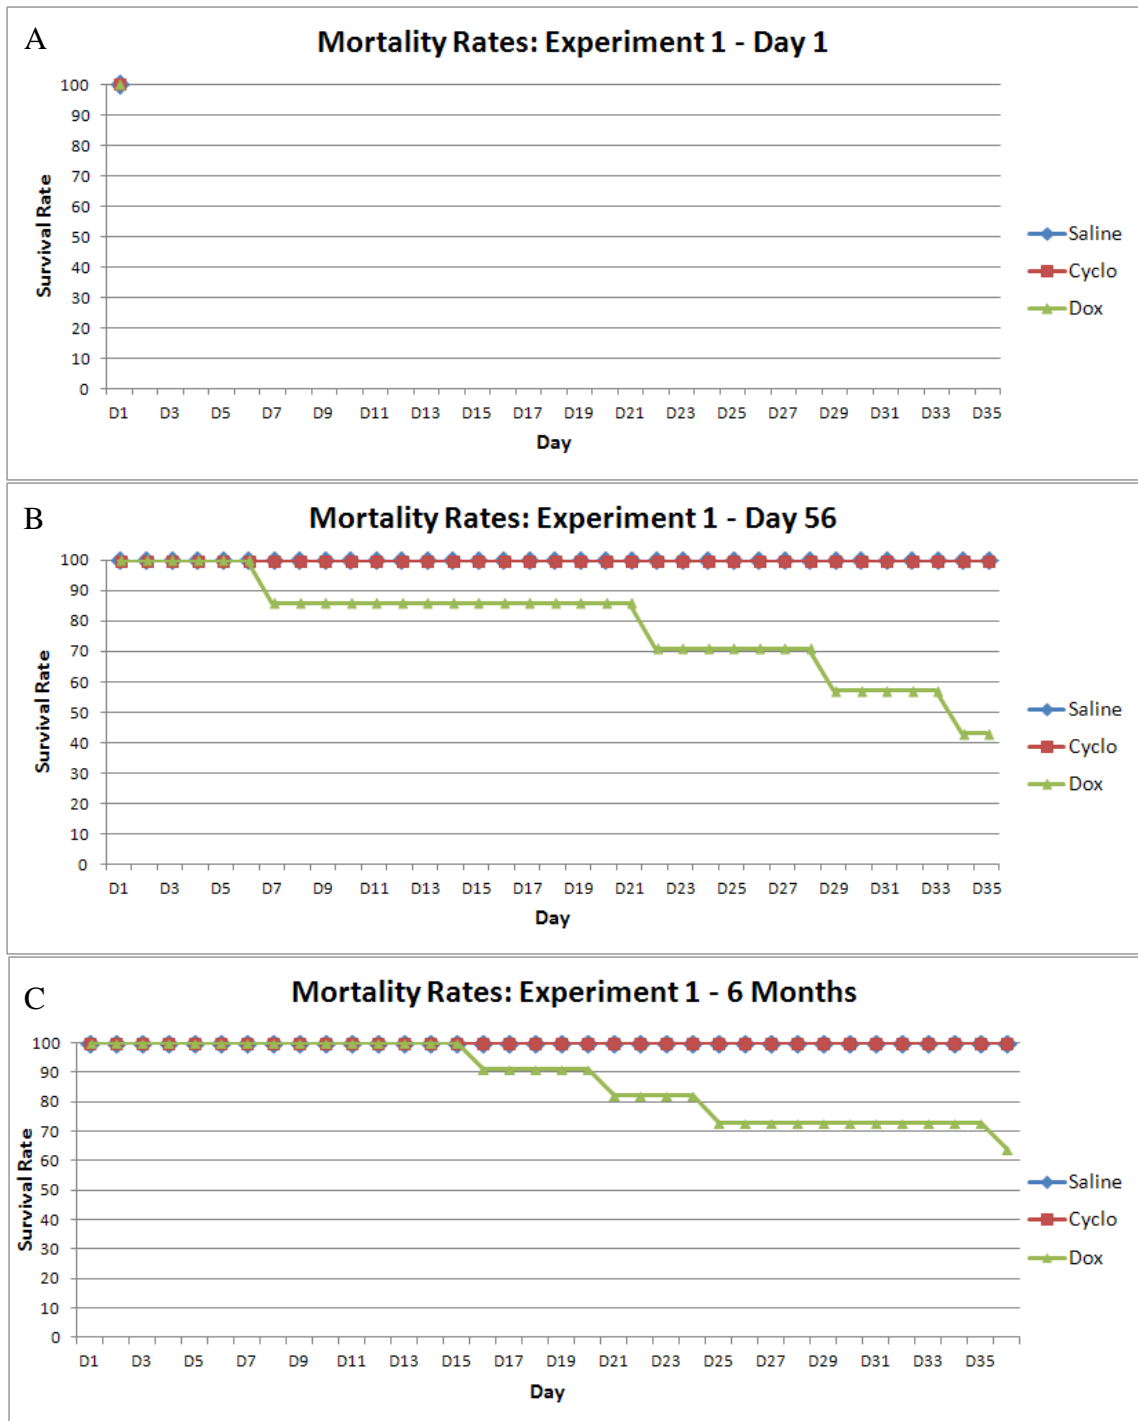 A
Mortality Rates: Experiment 1 - Day 1
100
90
80
70
60
50
40
30
20
10
0
Survival Rate
D1 D3 D5 D7 D9 D11 D13 D15 D17 D19 D21 D23 D25 D27 D29 D31 D33 D35
Day
Saline
Cyclo
Dox
B
Mortality Rates: Experiment 1 - Day 56
100
90
80
70
60
50
40
30
20
10
0
Survival Rate
D1 D3 D5 D7 D9 D11 D13 D15 D17 D19 D21 D23 D25 D27 D29 D31 D33 D35
Day
Saline
Cyclo
Dox
C
Mortality Rates: Experiment 1 - 6 Months
100
90
80
70
60
50
40
30
20
10
0
Survival Rate
D1 D3 D5 D7 D9 D11 D13 D15 D17 D19 D21 D23 D25 D27 D29 D31 D33 D35
Day
Saline
Cyclo
Dox